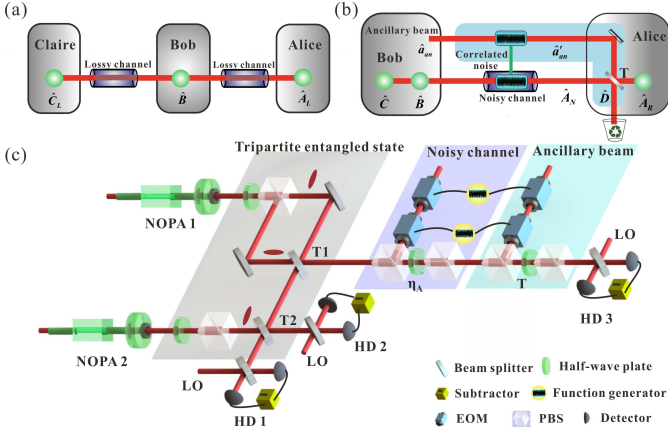 (a)
Claire
Bob
Alice
Lossy channel
Lossy channel
Ĉ_L
B̂
Â_L
(b)
Ancillary beam
â_an
â'_an
Alice
Bob
Correlated
noise
T
Ĉ
B̂
Noisy channel
Â_N
D̂
Â_R
(c)
Tripartite entangled state
Noisy channel
Ancillary beam
NOPA 1
T1
η_A
T
LO
HD 3
T2
NOPA 2
LO
HD 2
LO
HD 1
Beam splitter
Half-wave plate
Subtractor
Function generator
EOM
PBS
Detector